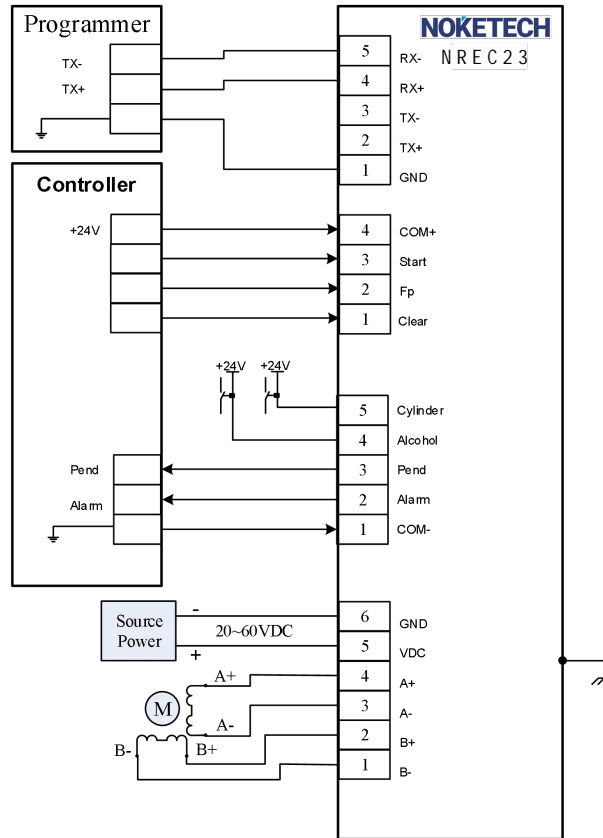 Programmer
TX-
TX+
NOKETECH
NREC23
5 RX-
4 RX+
3 TX-
2 TX+
1 GND
Controller
+24V
4 COM+
3 Start
2 Fp
1 Clear
+24V +24V
5 Cylinder
4 Alcohol
Pend
3 Pend
Alarm
2 Alarm
1 COM-
Source
Power
-
20~60VDC
+
6 GND
5 VDC
A+
4 A+
M
A-
3 A-
B- B+
2 B+
1 B-